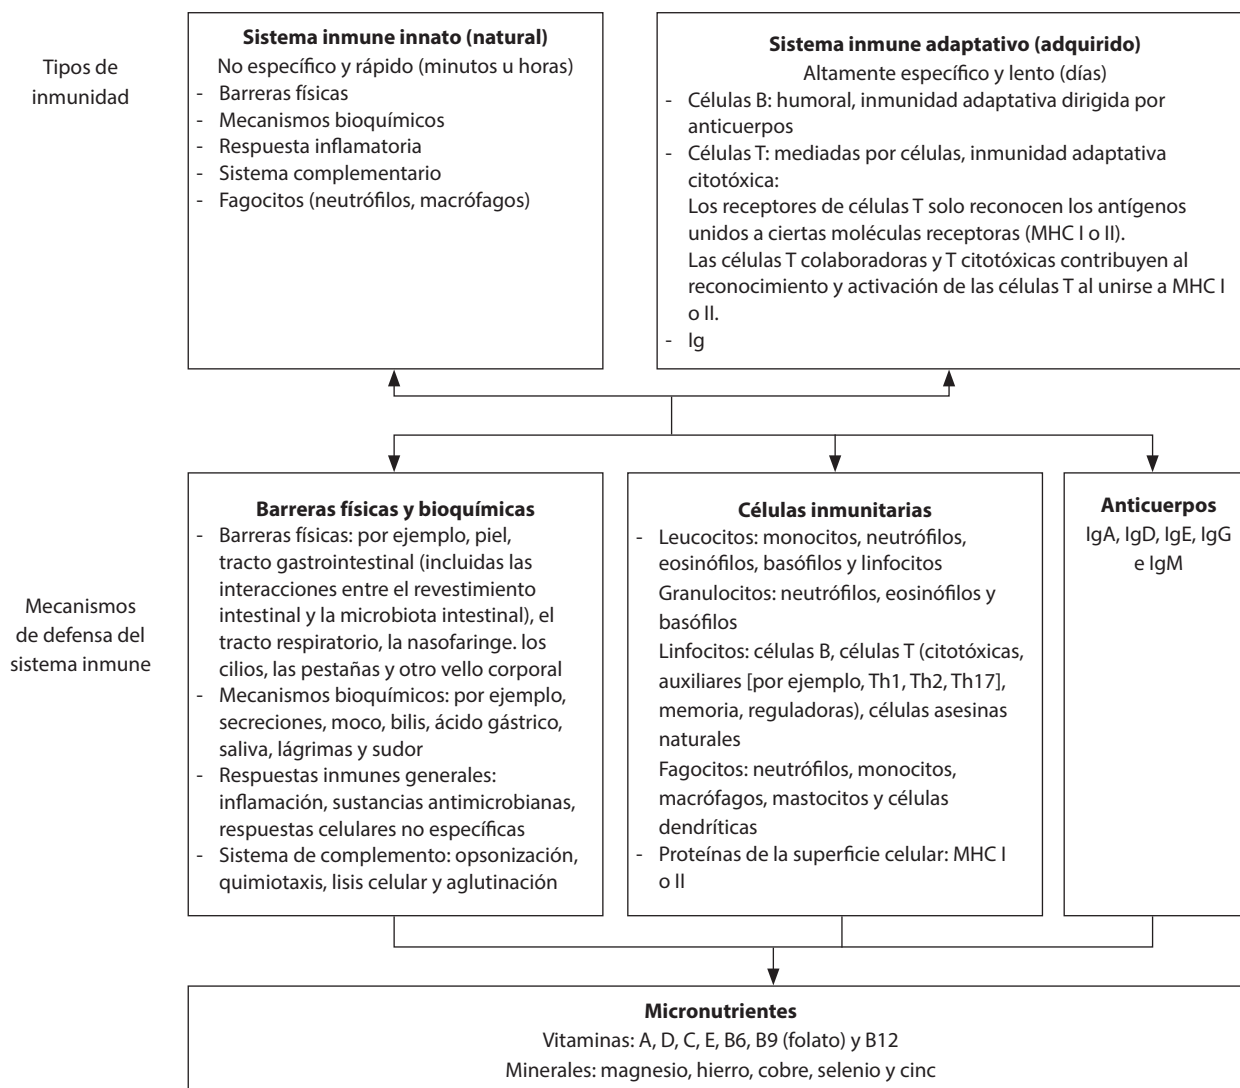 Tipos de
inmunidad
Sistema inmune innato (natural)
No específico y rápido (minutos u horas)
- Barreras físicas
- Mecanismos bioquímicos
- Respuesta inflamatoria
- Sistema complementario
- Fagocitos (neutrófilos, macrófagos)
Sistema inmune adaptativo (adquirido)
Altamente específico y lento (días)
- Células B: humoral, inmunidad adaptativa dirigida por
anticuerpos
- Células T: mediadas por células, inmunidad adaptativa
citotóxica:
Los receptores de células T solo reconocen los antígenos
unidos a ciertas moléculas receptoras (MHC I o II).
Las células T colaboradoras y T citotóxicas contribuyen al
reconocimiento y activación de las células T al unirse a MHC I
o II.
- Ig
Mecanismos
de defensa del
sistema inmune
Barreras físicas y bioquímicas
- Barreras físicas: por ejemplo, piel,
tracto gastrointestinal (incluidas las
interacciones entre el revestimiento
intestinal y la microbiota intestinal), el
tracto respiratorio, la nasofaringe. los
cilios, las pestañas y otro vello corporal
- Mecanismos bioquímicos: por ejemplo,
secreciones, moco, bilis, ácido gástrico,
saliva, lágrimas y sudor
- Respuestas inmunes generales:
inflamación, sustancias antimicrobianas,
respuestas celulares no específicas
- Sistema de complemento: opsonización,
quimiotaxis, lisis celular y aglutinación
Células inmunitarias
- Leucocitos: monocitos, neutrófilos,
eosinófilos, basófilos y linfocitos
Granulocitos: neutrófilos, eosinófilos y
basófilos
Linfocitos: células B, células T (citotóxicas,
auxiliares [por ejemplo, Th1, Th2, Th17],
memoria, reguladoras), células asesinas
naturales
Fagocitos: neutrófilos, monocitos,
macrófagos, mastocitos y células
dendríticas
- Proteínas de la superficie celular: MHC I
o II
Anticuerpos
IgA, IgD, IgE, IgG
e IgM
Micronutrientes
Vitaminas: A, D, C, E, B6, B9 (folato) y B12
Minerales: magnesio, hierro, cobre, selenio y cinc